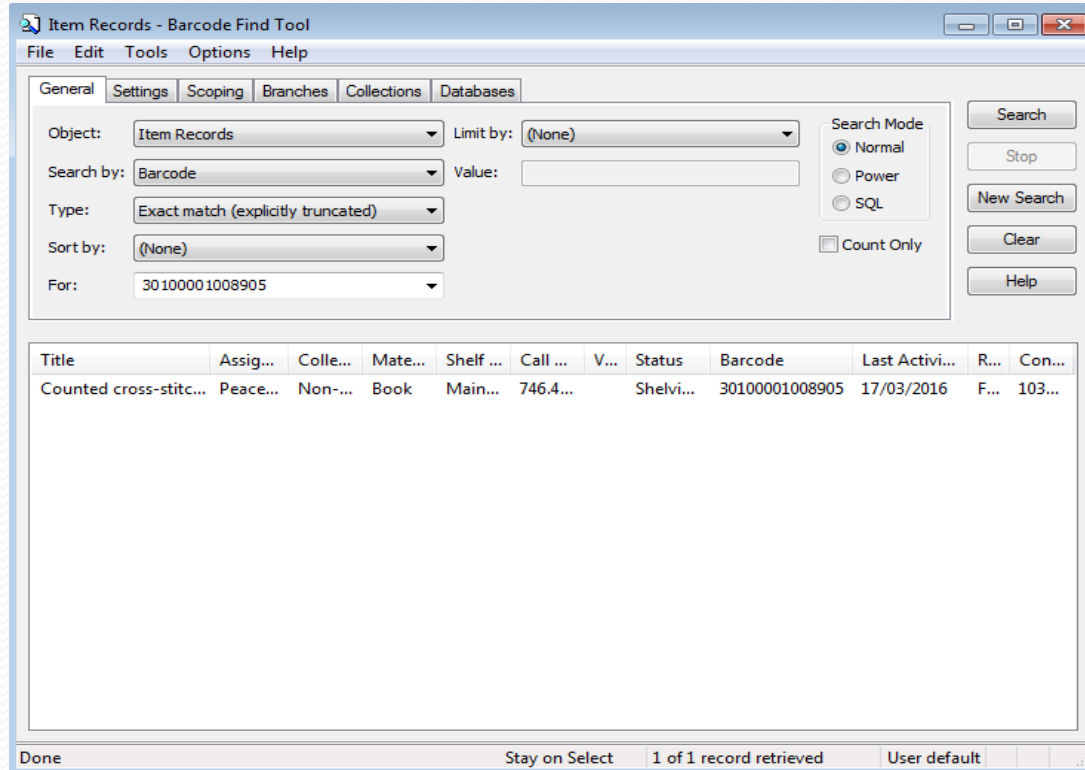 Item Records - Barcode Find Tool
File Edit Tools Options Help
General Settings Scoping Branches Collections Databases
Object: Item Records Limit by: (None)
Search by: Barcode Value:
Type: Exact match (explicitly truncated)
Sort by: (None)
For: 30100001008905
Search Mode
Normal
Power
SQL
Count Only
Search
Stop
New Search
Clear
Help
Title Assig... Colle... Mate... Shelf ... Call ... V... Status Barcode Last Activi... R... Con...
Counted cross-stitc... Peace... Non-... Book Main... 746.4... Shelvi... 30100001008905 17/03/2016 F... 103...
Done Stay on Select 1 of 1 record retrieved User default